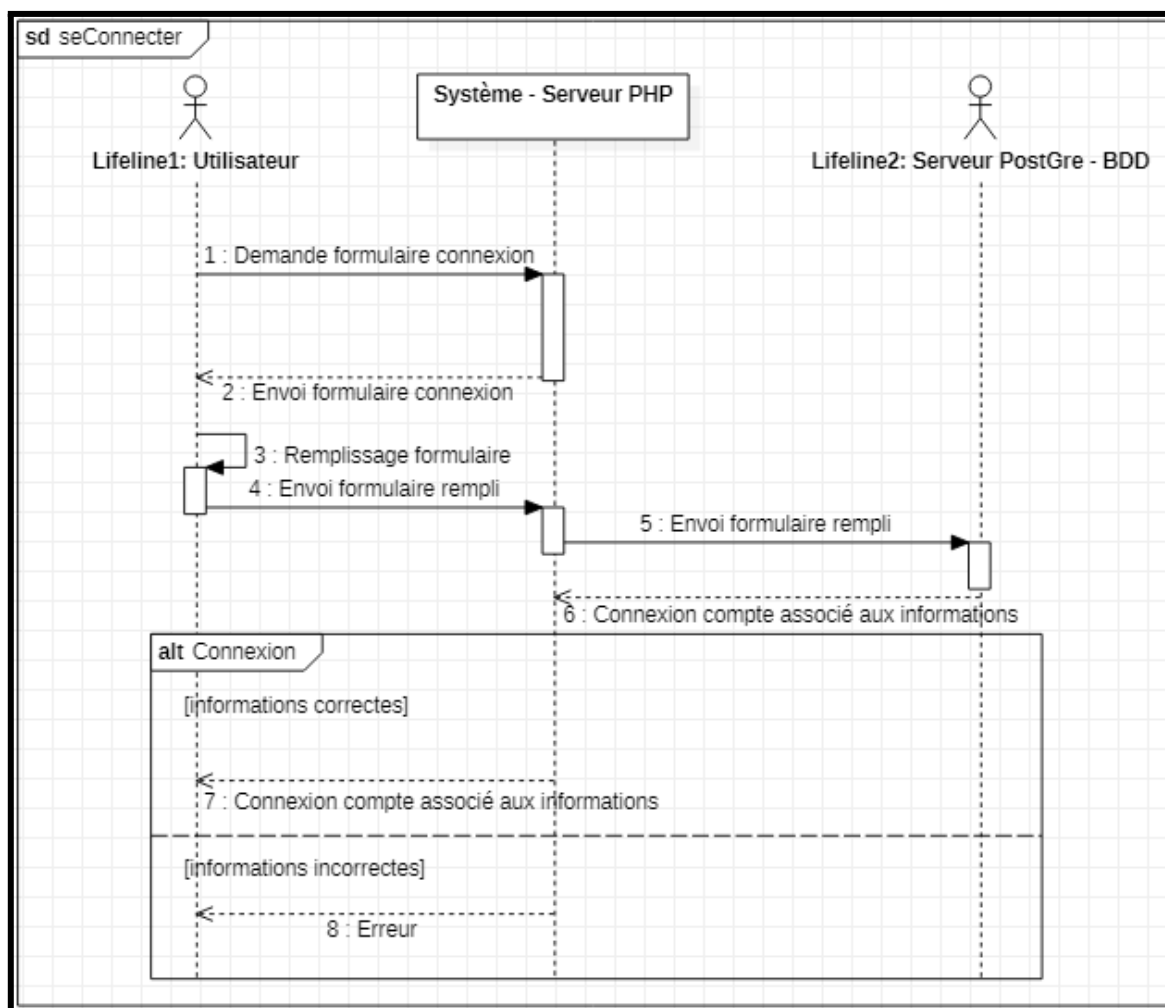 sd seConnecter
Système - Serveur PHP
Lifeline1: Utilisateur
Lifeline2: Serveur PostGre - BDD
1 : Demande formulaire connexion
2 : Envoi formulaire connexion
3 : Remplissage formulaire
4 : Envoi formulaire rempli
5 : Envoi formulaire rempli
6 : Connexion compte associé aux informations
alt Connexion
[informations correctes]
7 : Connexion compte associé aux informations
[informations incorrectes]
8 : Erreur